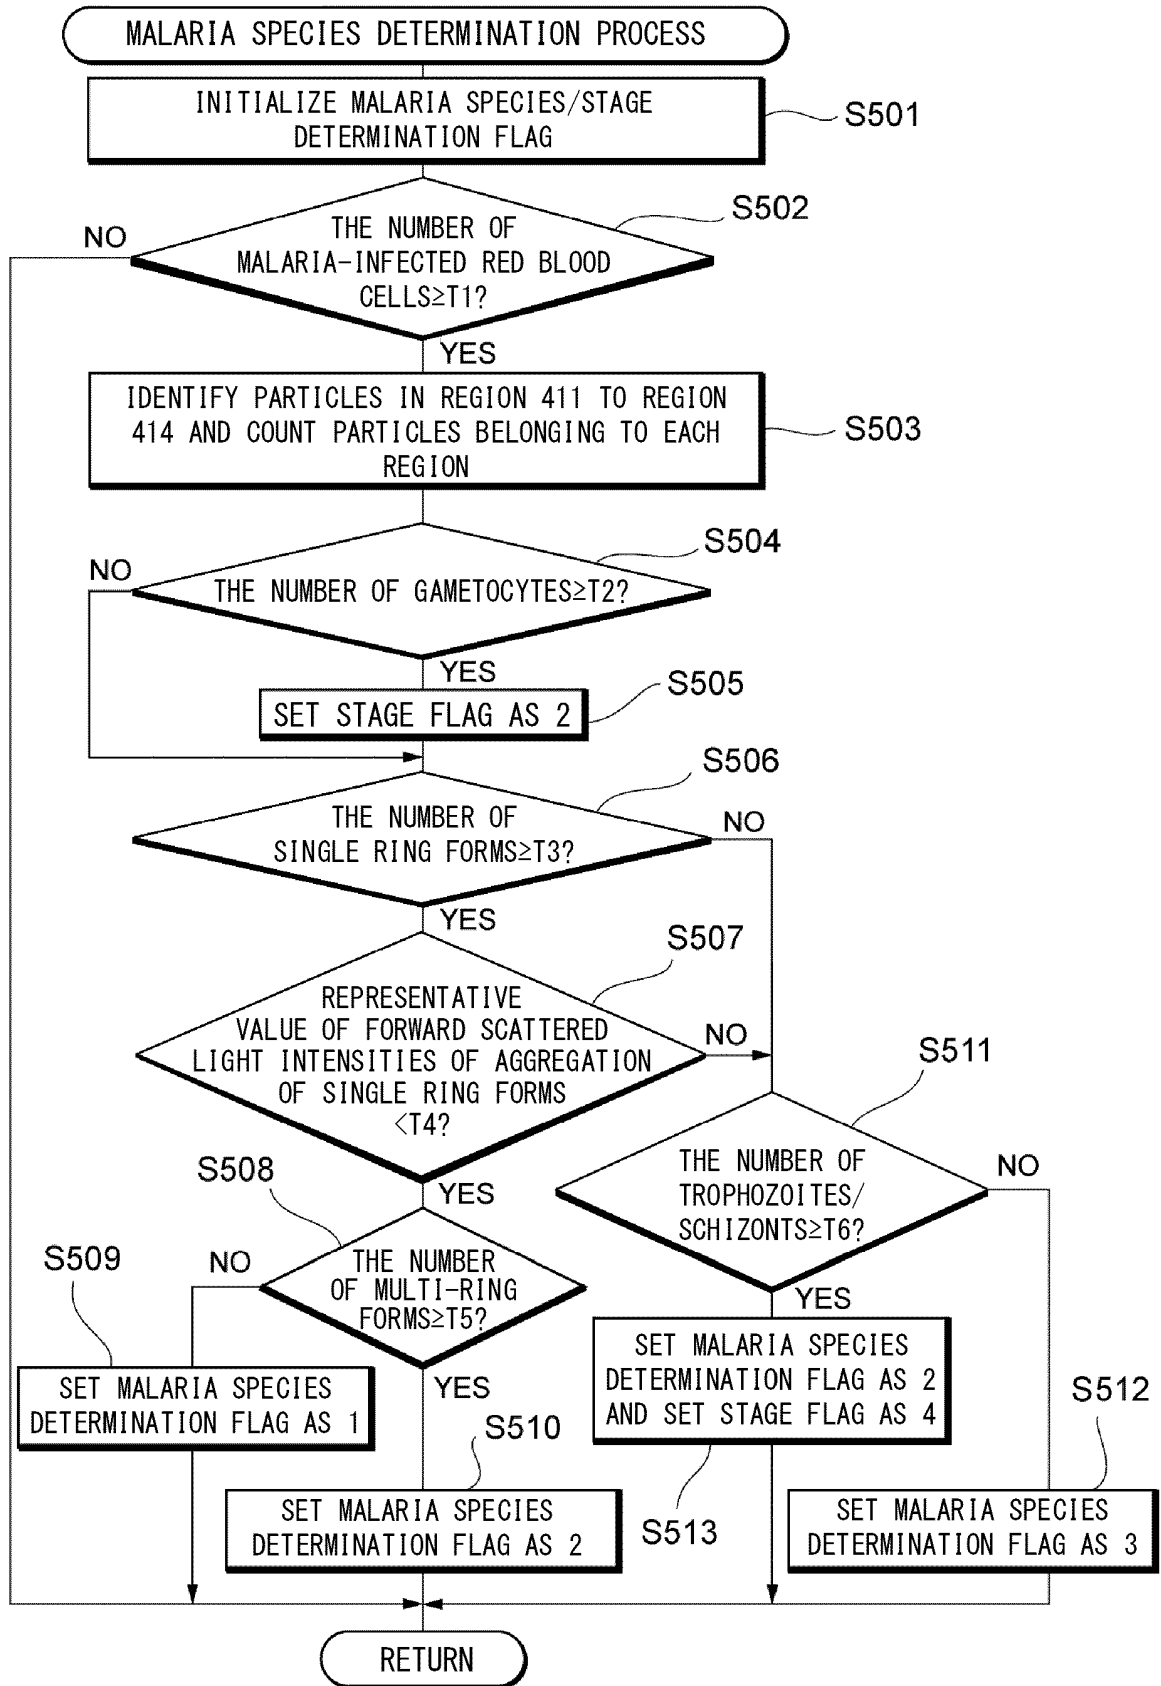 MALARIA SPECIES DETERMINATION PROCESS
INITIALIZE MALARIA SPECIES/STAGE
DETERMINATION FLAG
S501
S502
THE NUMBER OF
MALARIA-INFECTED RED BLOOD
CELLS≥T1?
NO
YES
IDENTIFY PARTICLES IN REGION 411 TO REGION
414 AND COUNT PARTICLES BELONGING TO EACH
REGION
S503
S504
THE NUMBER OF GAMETOCYTES≥T2?
NO
YES
S505
SET STAGE FLAG AS 2
S506
THE NUMBER OF
SINGLE RING FORMS≥T3?
NO
YES
S507
REPRESENTATIVE
VALUE OF FORWARD SCATTERED
LIGHT INTENSITIES OF AGGREGATION
OF SINGLE RING FORMS
<T4?
NO
YES
S511
THE NUMBER OF
TROPHOZOITES/
SCHIZONTS≥T6?
NO
YES
S508
THE NUMBER
OF MULTI-RING
FORMS≥T5?
NO
YES
S509
SET MALARIA SPECIES
DETERMINATION FLAG AS 1
S510
SET MALARIA SPECIES
DETERMINATION FLAG AS 2
SET MALARIA SPECIES
DETERMINATION FLAG AS 2
AND SET STAGE FLAG AS 4
S513
S512
SET MALARIA SPECIES
DETERMINATION FLAG AS 3
RETURN